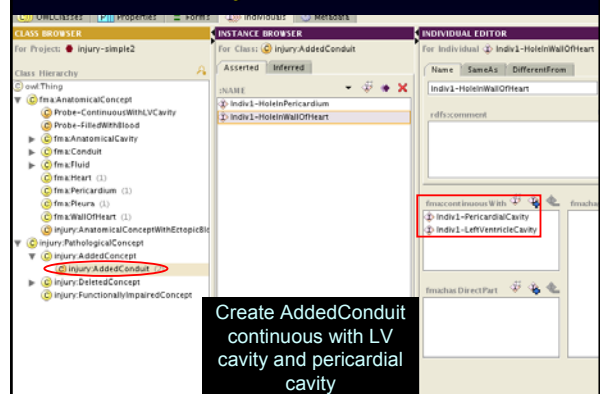 OWLClasses Properties Forms Individuals Metadata
CLASS BROWSER
For Project: injury-simple2
Class Hierarchy
owl:Thing
fma:AnatomicalConcept
Probe-ContinuousWithLVCavity
Probe-FilledWithBlood
fma:AnatomicalCavity
fma:Conduit
fma:Fluid
fma:Heart (1)
fma:Pericardium (1)
fma:Pleura (1)
fma:WallOfHeart (1)
injury:AnatomicalConceptWithEctopicBlo
injury:PathologicalConcept
injury:AddedConcept
injury:AddedConduit (2)
injury:DeletedConcept
injury:FunctionallyImpairedConcept
INSTANCE BROWSER
For Class: injury:AddedConduit
Asserted Inferred
:NAME
Indiv1-HoleInPericardium
Indiv1-HoleInWallOfHeart
INDIVIDUAL EDITOR
For Individual Indiv1-HoleInWallOfHeart
Name SameAs DifferentFrom
Indiv1-HoleInWallOfHeart
rdfs:comment
fma:continuousWith
fma:ha
Indiv1-PericardialCavity
Indiv1-LeftVentricleCavity
fma:hasDirectPart
Create AddedConduit
continuous with LV
cavity and pericardial
cavity